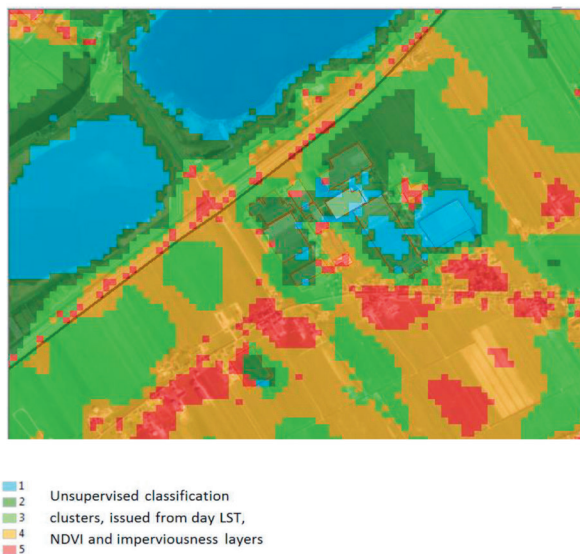 1
2
3
4
5
Unsupervised classification
clusters, issued from day LST,
NDVI and imperviousness layers